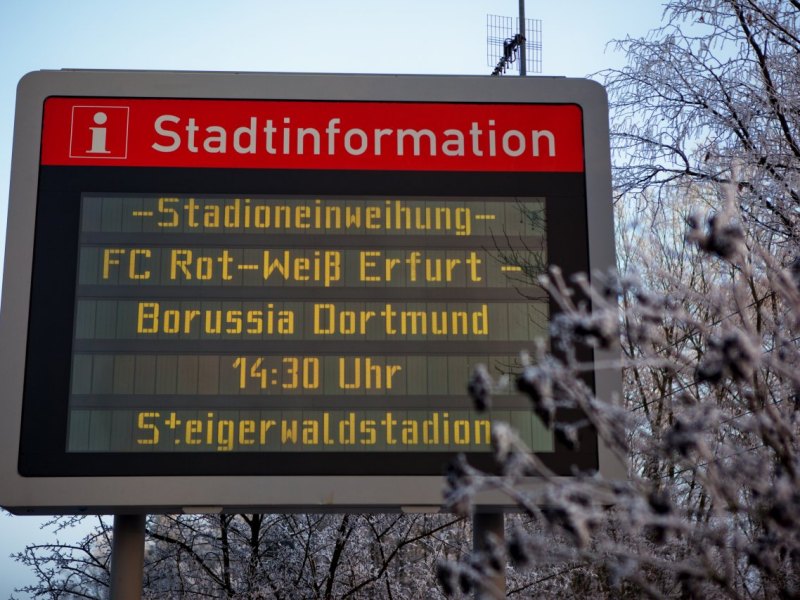 i Stadtinformation
-Stadioneinweihung-
FC Rot-Weiß Erfurt -
Borussia Dortmund
14:30 Uhr
Steigerwaldstadion